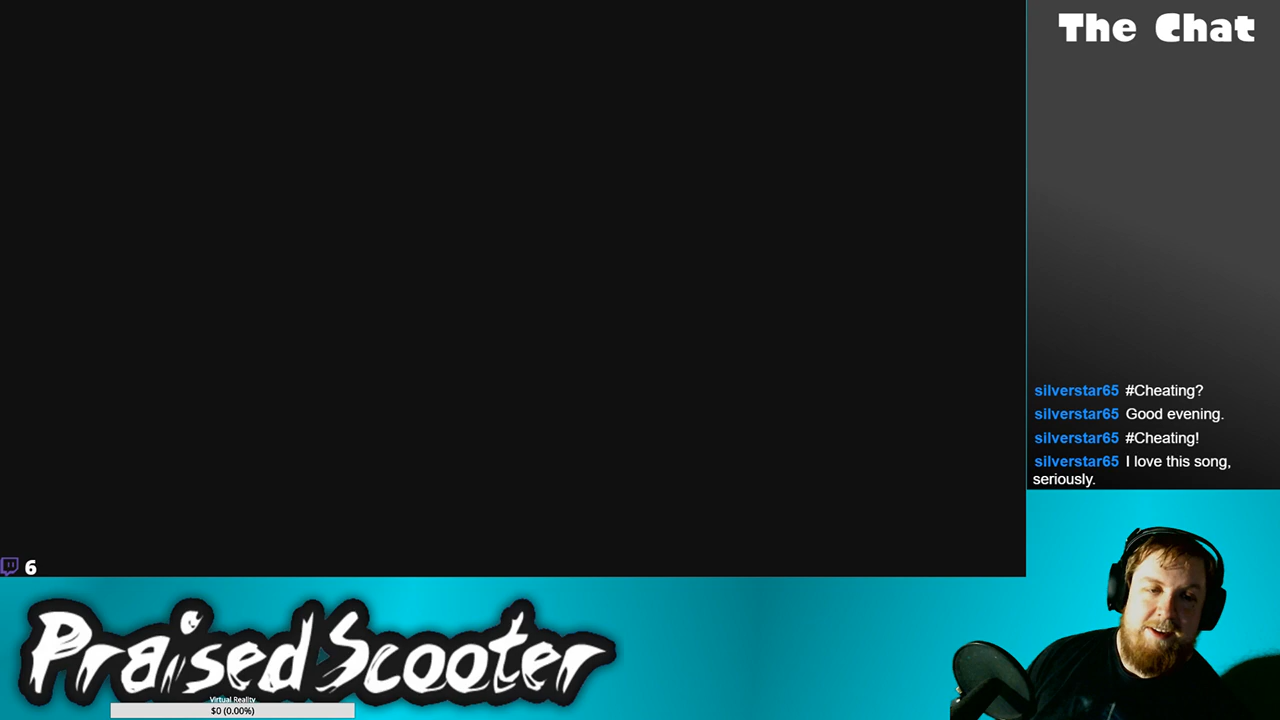 The Chat
silverstar65 #Cheating?
silverstar65 Good evening.
silverstar65 #Cheating!
silverstar65 I love this song,
seriously.
6
PraisedScooter
Virtual Reality
$0 (0.00%)